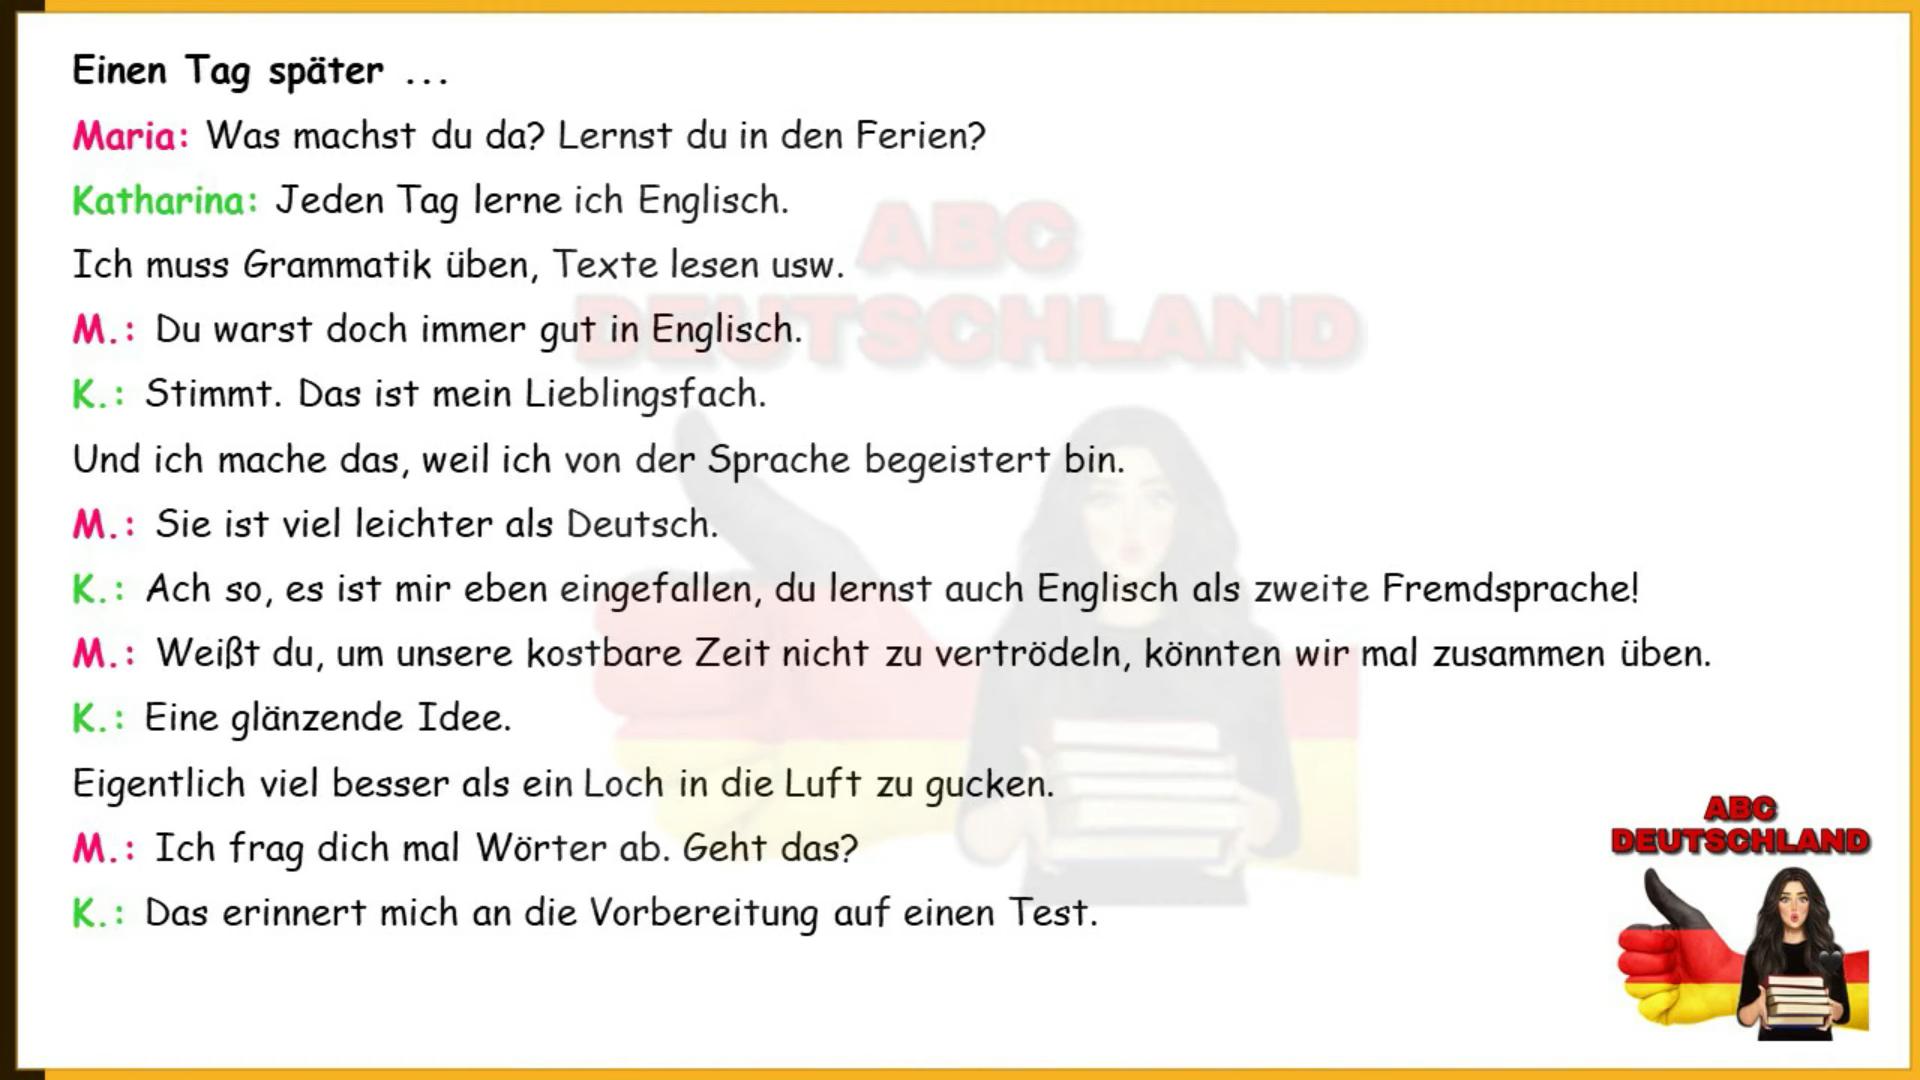 Einen Tag später ...
Maria: Was machst du da? Lernst du in den Ferien?
Katharina: Jeden Tag lerne ich Englisch.
Ich muss Grammatik üben, Texte lesen usw.
M.: Du warst doch immer gut in Englisch.
K.: Stimmt. Das ist mein Lieblingsfach.
Und ich mache das, weil ich von der Sprache begeistert bin.
M.: Sie ist viel leichter als Deutsch.
K.: Ach so, es ist mir eben eingefallen, du lernst auch Englisch als zweite Fremdsprache!
M.: Weißt du, um unsere kostbare Zeit nicht zu vertrödeln, könnten wir mal zusammen üben.
K.: Eine glänzende Idee.
Eigentlich viel besser als ein Loch in die Luft zu gucken.
M.: Ich frag dich mal Wörter ab. Geht das?
K.: Das erinnert mich an die Vorbereitung auf einen Test.
ABC
DEUTSCHLAND
ABC
DEUTSCHLAND